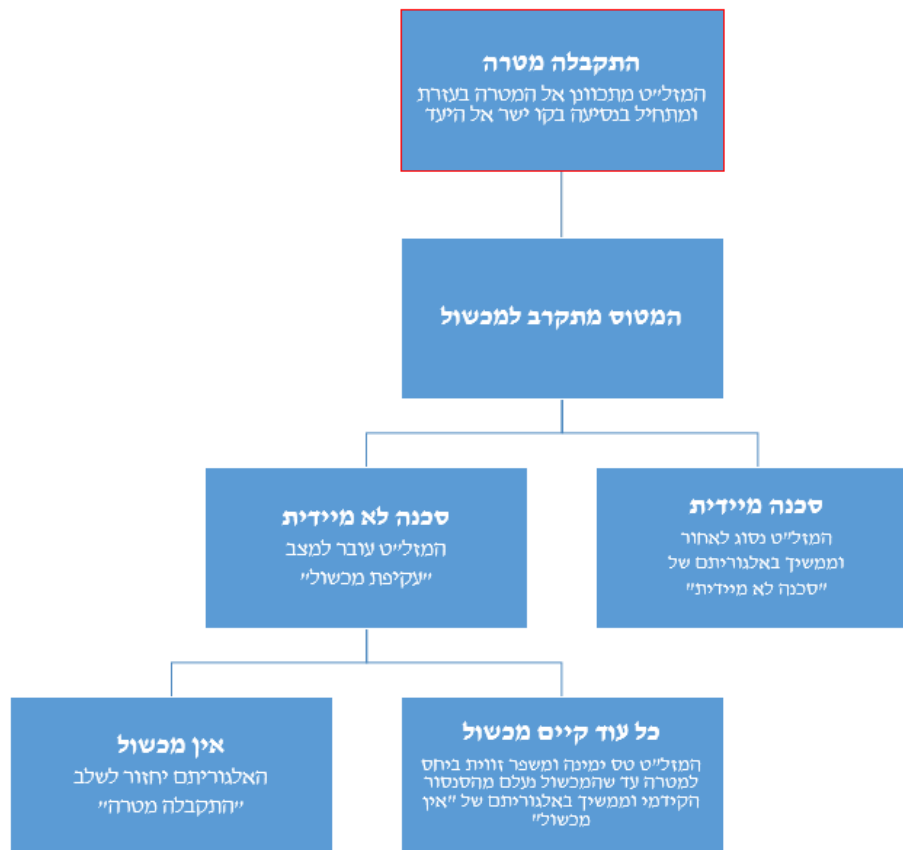 התקבלה מטרה
המזל"ט מתכוונן אל המטרה בעזרת
ומתחיל בנסיעה בקו ישר אל היעד
המטוס מתקרב למכשול
סכנה מיידית
המזל"ט נסוג לאחור
וממשיך באלגוריתם של
"סכנה לא מיידית"
סכנה לא מיידית
המזל"ט עובר למצב
"עקיפת מכשול"
כל עוד קיים מכשול
המזל"ט טס ימינה ומשפר זווית ביחס
למטרה עד שהמכשול נעלם מהסנסור
הקידמי וממשיך באלגוריתם של "אין
מכשול"
אין מכשול
האלגוריתם יחזור לשלב
"התקבלה מטרה"